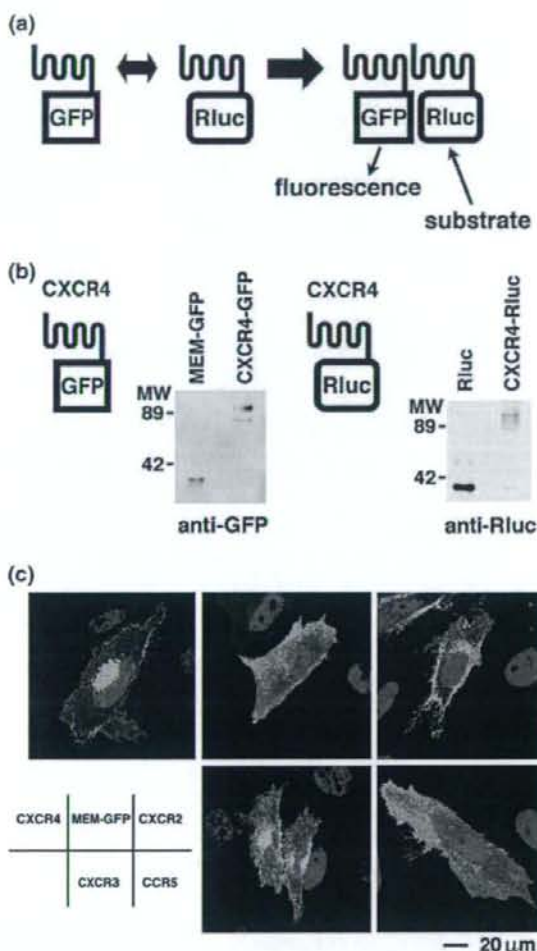 (a)
GFP
Rluc
GFP
Rluc
fluorescence
substrate
(b)
CXCR4
GFP
MEM-GFP
CXCR4-GFP
MW
89-
42-
anti-GFP
CXCR4
Rluc
Rluc
CXCR4-Rluc
MW
89-
42-
anti-Rluc
(c)
CXCR4 MEM-GFP CXCR2
CXCR3 CCR5
20 μm